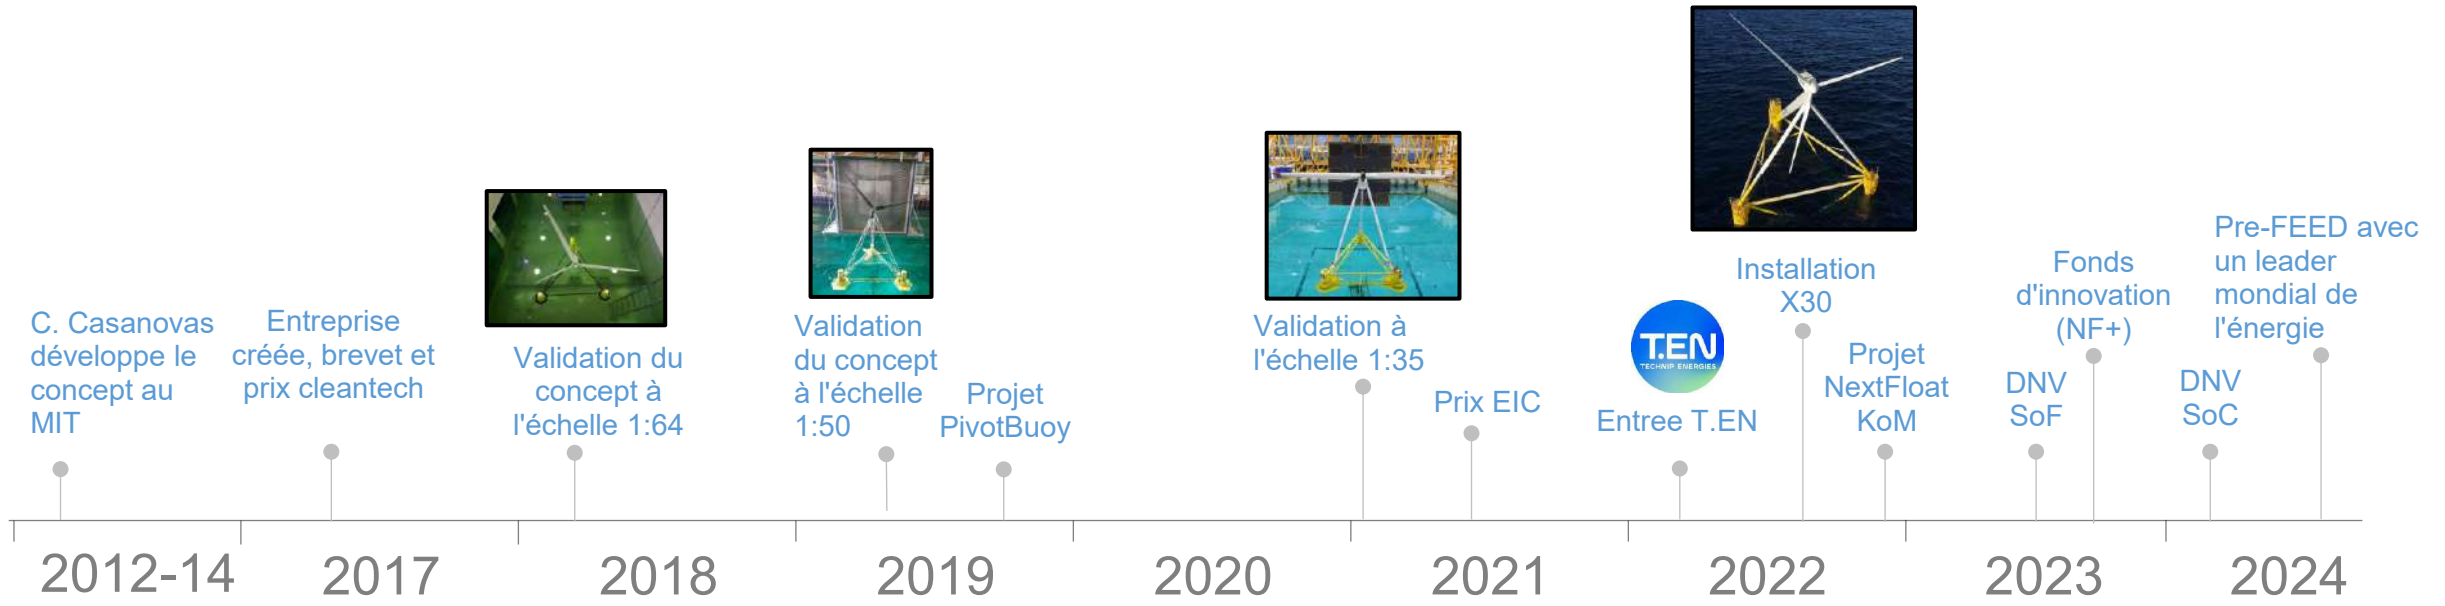 C. Casanovas
développe le
concept au
MIT
Entreprise
créée, brevet et
prix cleantech
Validation du
concept à
l'échelle 1:64
Validation
du concept
à l'échelle
1:50
Projet
PivotBuoy
Validation à
l'échelle 1:35
Prix EIC
T.EN
TECHNIP ENERGIES
Entree T.EN
Installation
X30
Projet
NextFloat
KoM
DNV
SoF
Fonds
d'innovation
(NF+)
DNV
SoC
Pre-FEED avec
un leader
mondial de
l'énergie
2012-14
2017
2018
2019
2020
2021
2022
2023
2024